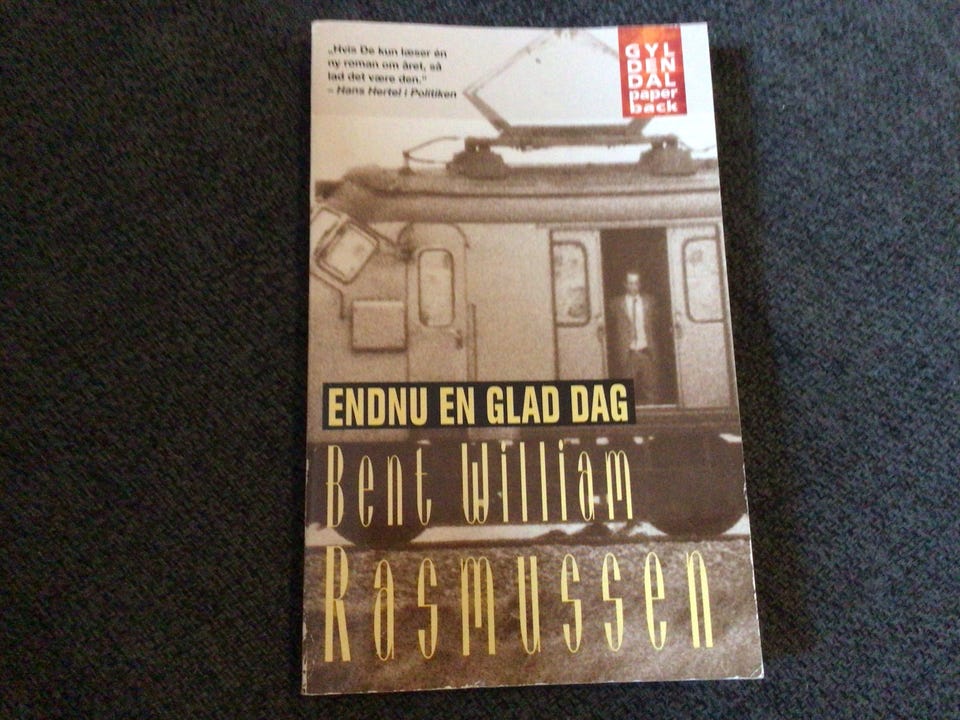 „Hvis De kun læser én
ny roman om året, så
lad det være den."
– Hans Hertel i Politiken
GYL
DEN
DAL
paper
back
ENDNU EN GLAD DAG
Bent William
Rasmussen